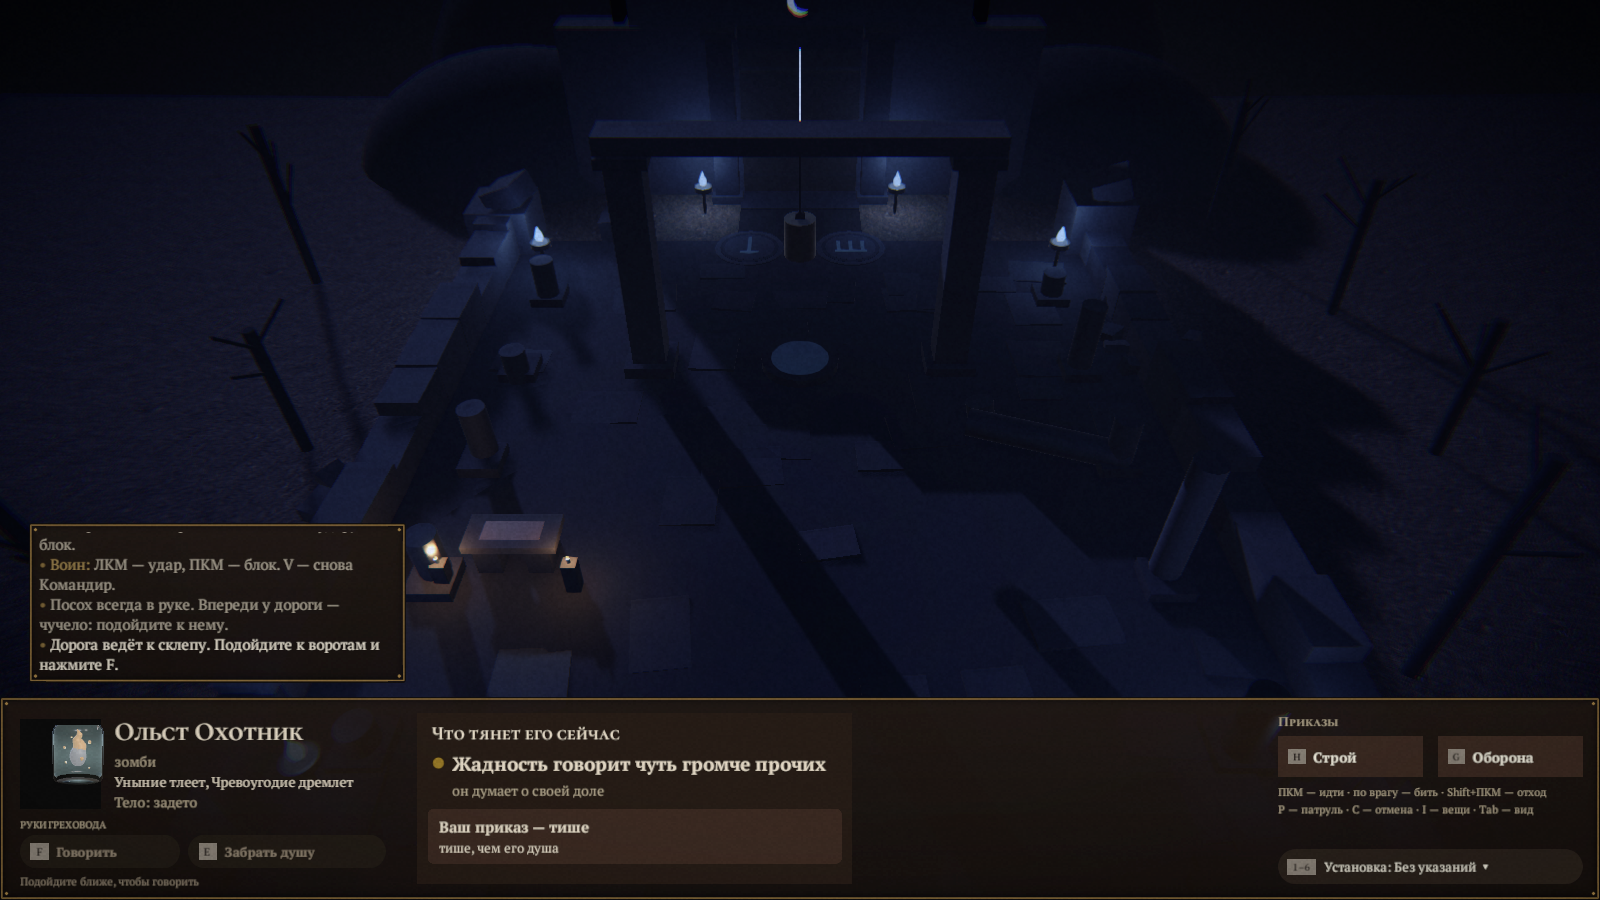 блок.
• Воин: ЛКМ — удар, ПКМ — блок. V — снова
Командир.
• Посох всегда в руке. Впереди у дороги —
чучело: подойдите к нему.
• Дорога ведёт к склепу. Подойдите к воротам и
нажмите F.
Ольст Охотник
зомби
Уныние тлеет, Чревоугодие дремлет
Тело: задето
РУКИ ГРЕХОВОДА
F Говорить
E Забрать душу
Подойдите ближе, чтобы говорить
Что тянет его сейчас
Жадность говорит чуть громче прочих
он думает о своей доле
Ваш приказ — тише
тише, чем его душа
Приказы
H Строй
G Оборона
ПКМ — идти · по врагу — бить · Shift+ПКМ — отход
P — патруль · C — отмена · I — вещи · Tab — вид
1–6 Установка: Без указаний ▾